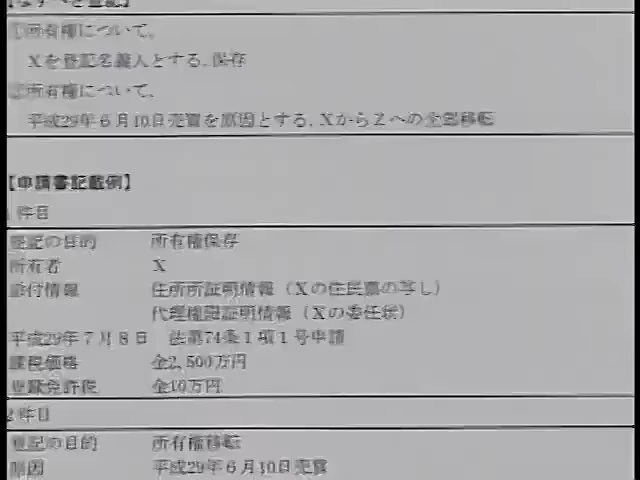 【なすべき登記】
①所有権について、
Xを登記名義人とする、保存
②所有権について、
平成29年6月10日売買を原因とする、XからZへの全部移転
【申請書記載例】
1件目
登記の目的 所有権保存
所有者 X
添付情報 住所証明情報（Xの住民票の写し）
代理権限証明情報（Xの委任状）
平成29年7月8日 法第74条1項1号申請
課税価格 金2,500万円
登録免許税 金10万円
2件目
登記の目的 所有権移転
原因 平成29年6月10日売買